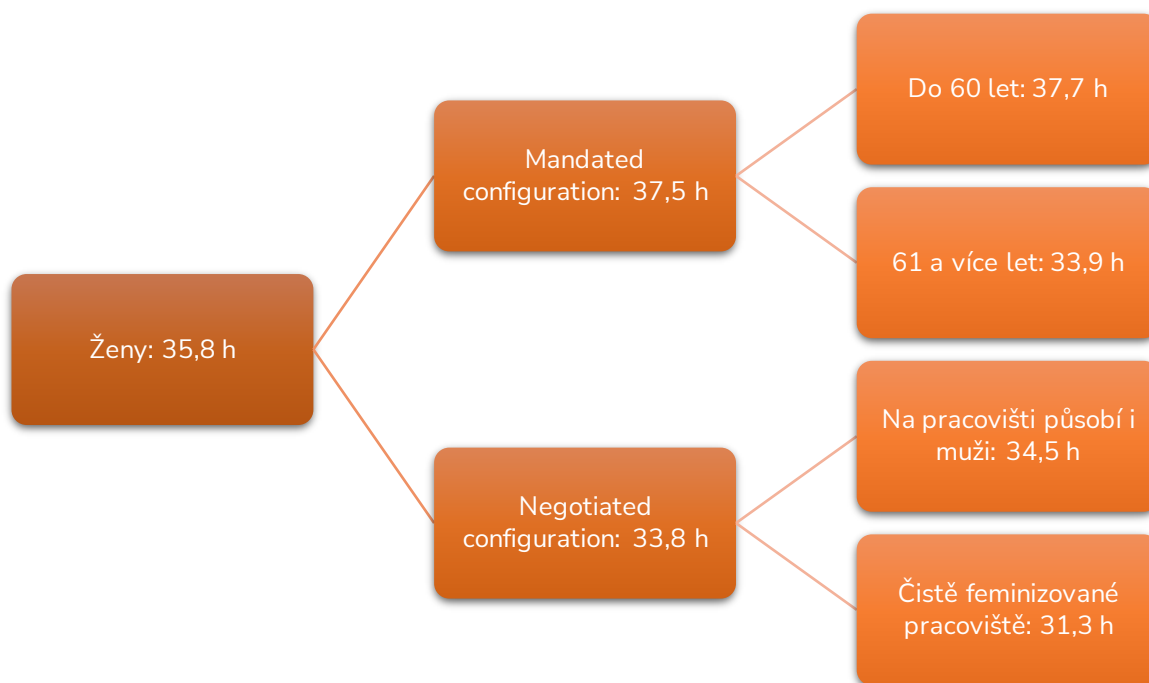 Ženy: 35,8 h
Mandated
configuration: 37,5 h
Negotiated
configuration: 33,8 h
Do 60 let: 37,7 h
61 a více let: 33,9 h
Na pracovišti působí i
muži: 34,5 h
Čistě feminizované
pracoviště: 31,3 h